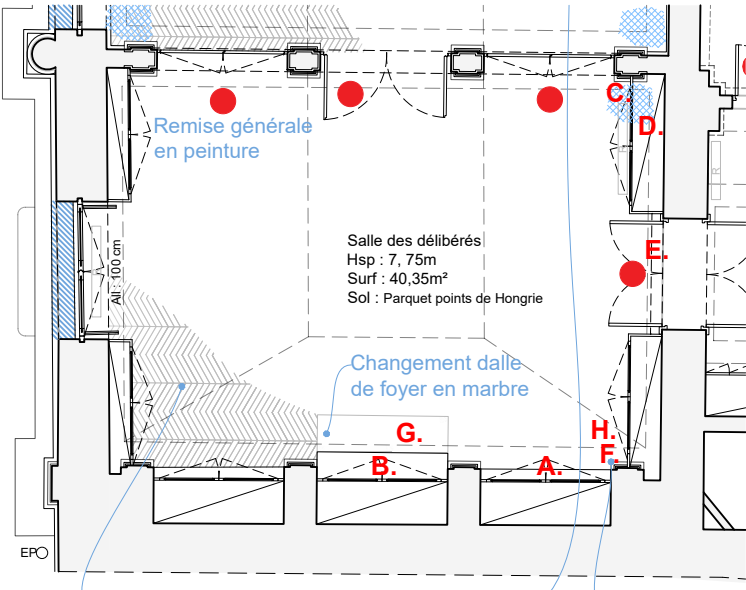 C.
Remise générale
en peinture
D.
R
Salle des délibérés
E.
Hsp : 7, 75m
Surf : 40,35m²
Sol : Parquet points de Hongrie
All : 100 cm
Changement dalle
de foyer en marbre
G.
H.
B.
A.
F.
EP